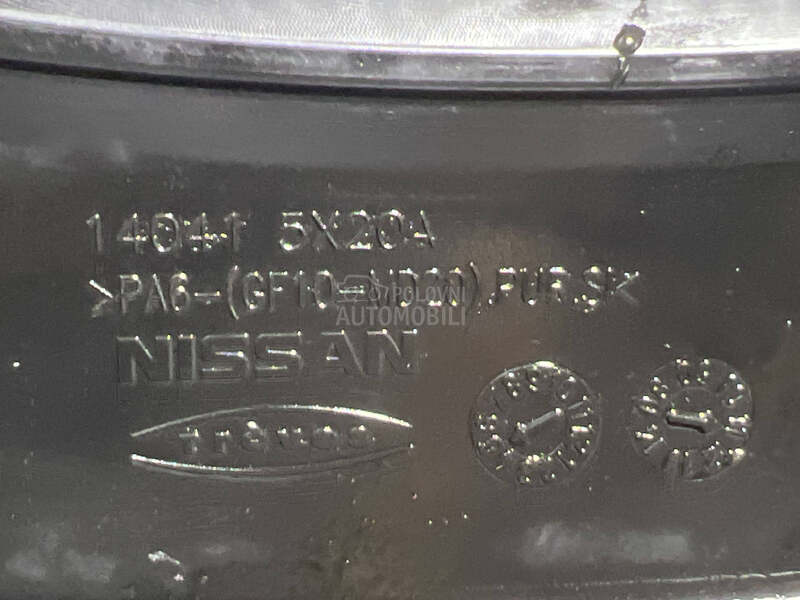 14041 5X20A
>PA6-(GF10-MD20),PUR.SK
POLOVNI
AUTOMOBILI
NISSAN
trèves